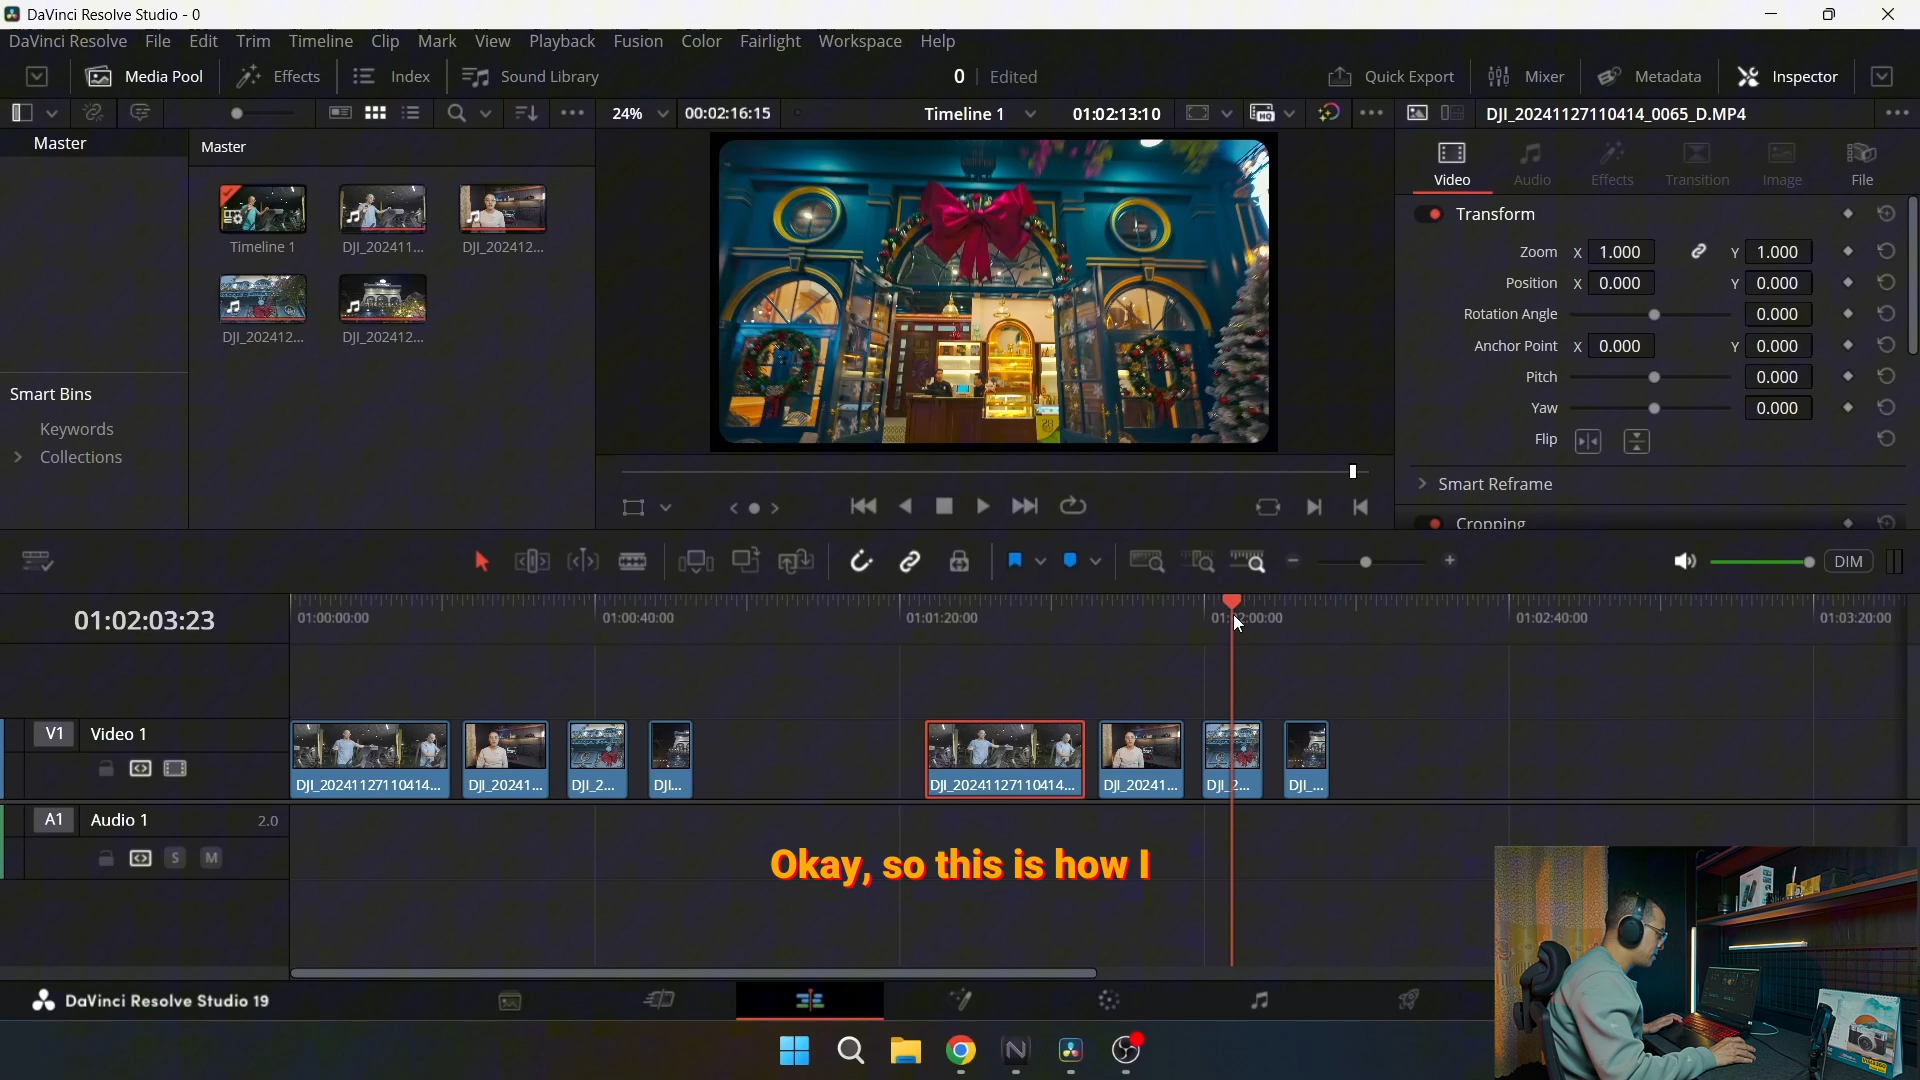 DaVinci Resolve Studio - 0
DaVinci Resolve File Edit Trim Timeline Clip Mark View Playback Fusion Color Fairlight Workspace Help
Media Pool Effects Index Sound Library 0 Edited Quick Export Mixer Metadata Inspector
24% 00:02:16:15 Timeline 1 01:02:13:10 DJI_20241127110414_0065_D.MP4
Master
Master
Timeline 1 DJI_202411... DJI_202412...
DJI_202412... DJI_202412...
Smart Bins
Keywords
Collections
Video Audio Effects Transition Image File
Transform
Zoom X 1.000 Y 1.000
Position X 0.000 Y 0.000
Rotation Angle 0.000
Anchor Point X 0.000 Y 0.000
Pitch 0.000
Yaw 0.000
Flip
Smart Reframe
Cropping
DIM
01:02:03:23
01:00:00:00 01:00:40:00 01:01:20:00 01:02:00:00 01:02:40:00 01:03:20:00
V1 Video 1
DJI_20241127110414... DJI_20241... DJI_2... DJI... DJI_20241127110414... DJI_20241... DJI_2... DJI_...
A1 Audio 1 2.0
S M
Okay, so this is how I
DaVinci Resolve Studio 19